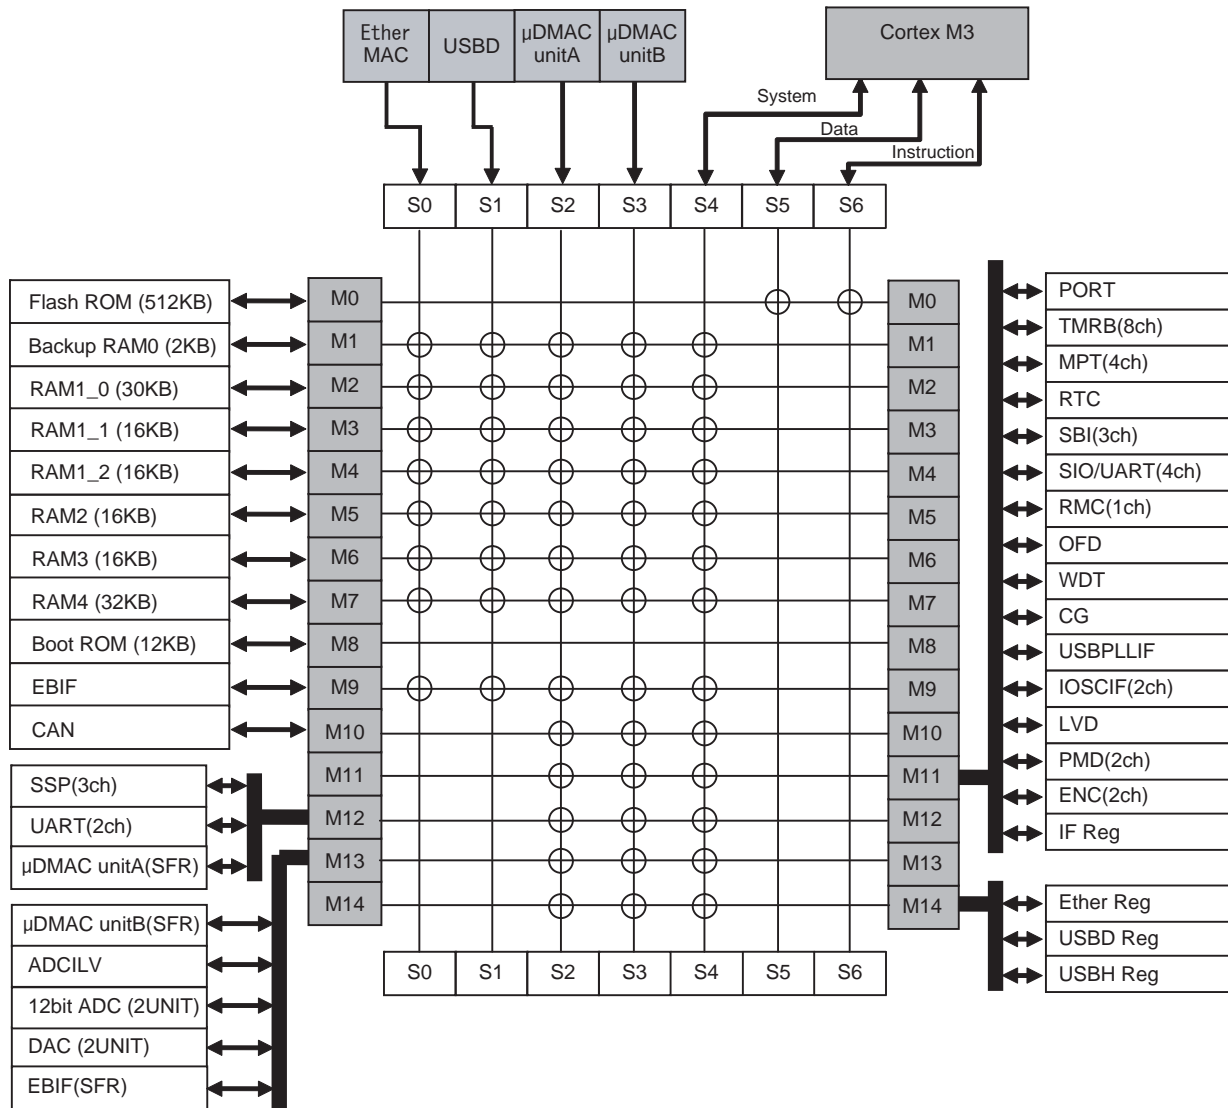 Ether
MAC
USBD
µDMAC
unitA
µDMAC
unitB
Cortex M3
System
Data
Instruction
S0 S1 S2 S3 S4 S5 S6
Flash ROM (512KB) M0 M0 PORT
Backup RAM0 (2KB) M1 M1 TMRB(8ch)
RAM1_0 (30KB) M2 M2 MPT(4ch)
RAM1_1 (16KB) M3 M3 RTC
RAM1_2 (16KB) M4 M4 SBI(3ch)
RAM2 (16KB) M5 M5 SIO/UART(4ch)
RAM3 (16KB) M6 M6 RMC(1ch)
RAM4 (32KB) M7 M7 OFD
Boot ROM (12KB) M8 M8 WDT
EBIF M9 M9 CG
CAN M10 M10 USBPLLIF
M11 M11 IOSCIF(2ch)
M12 M12 LVD
M13 M13 PMD(2ch)
M14 M14 ENC(2ch)
IF Reg
SSP(3ch)
UART(2ch)
µDMAC unitA(SFR)
µDMAC unitB(SFR)
ADCILV
12bit ADC (2UNIT)
DAC (2UNIT)
EBIF(SFR)
Ether Reg
USBD Reg
USBH Reg
S0 S1 S2 S3 S4 S5 S6